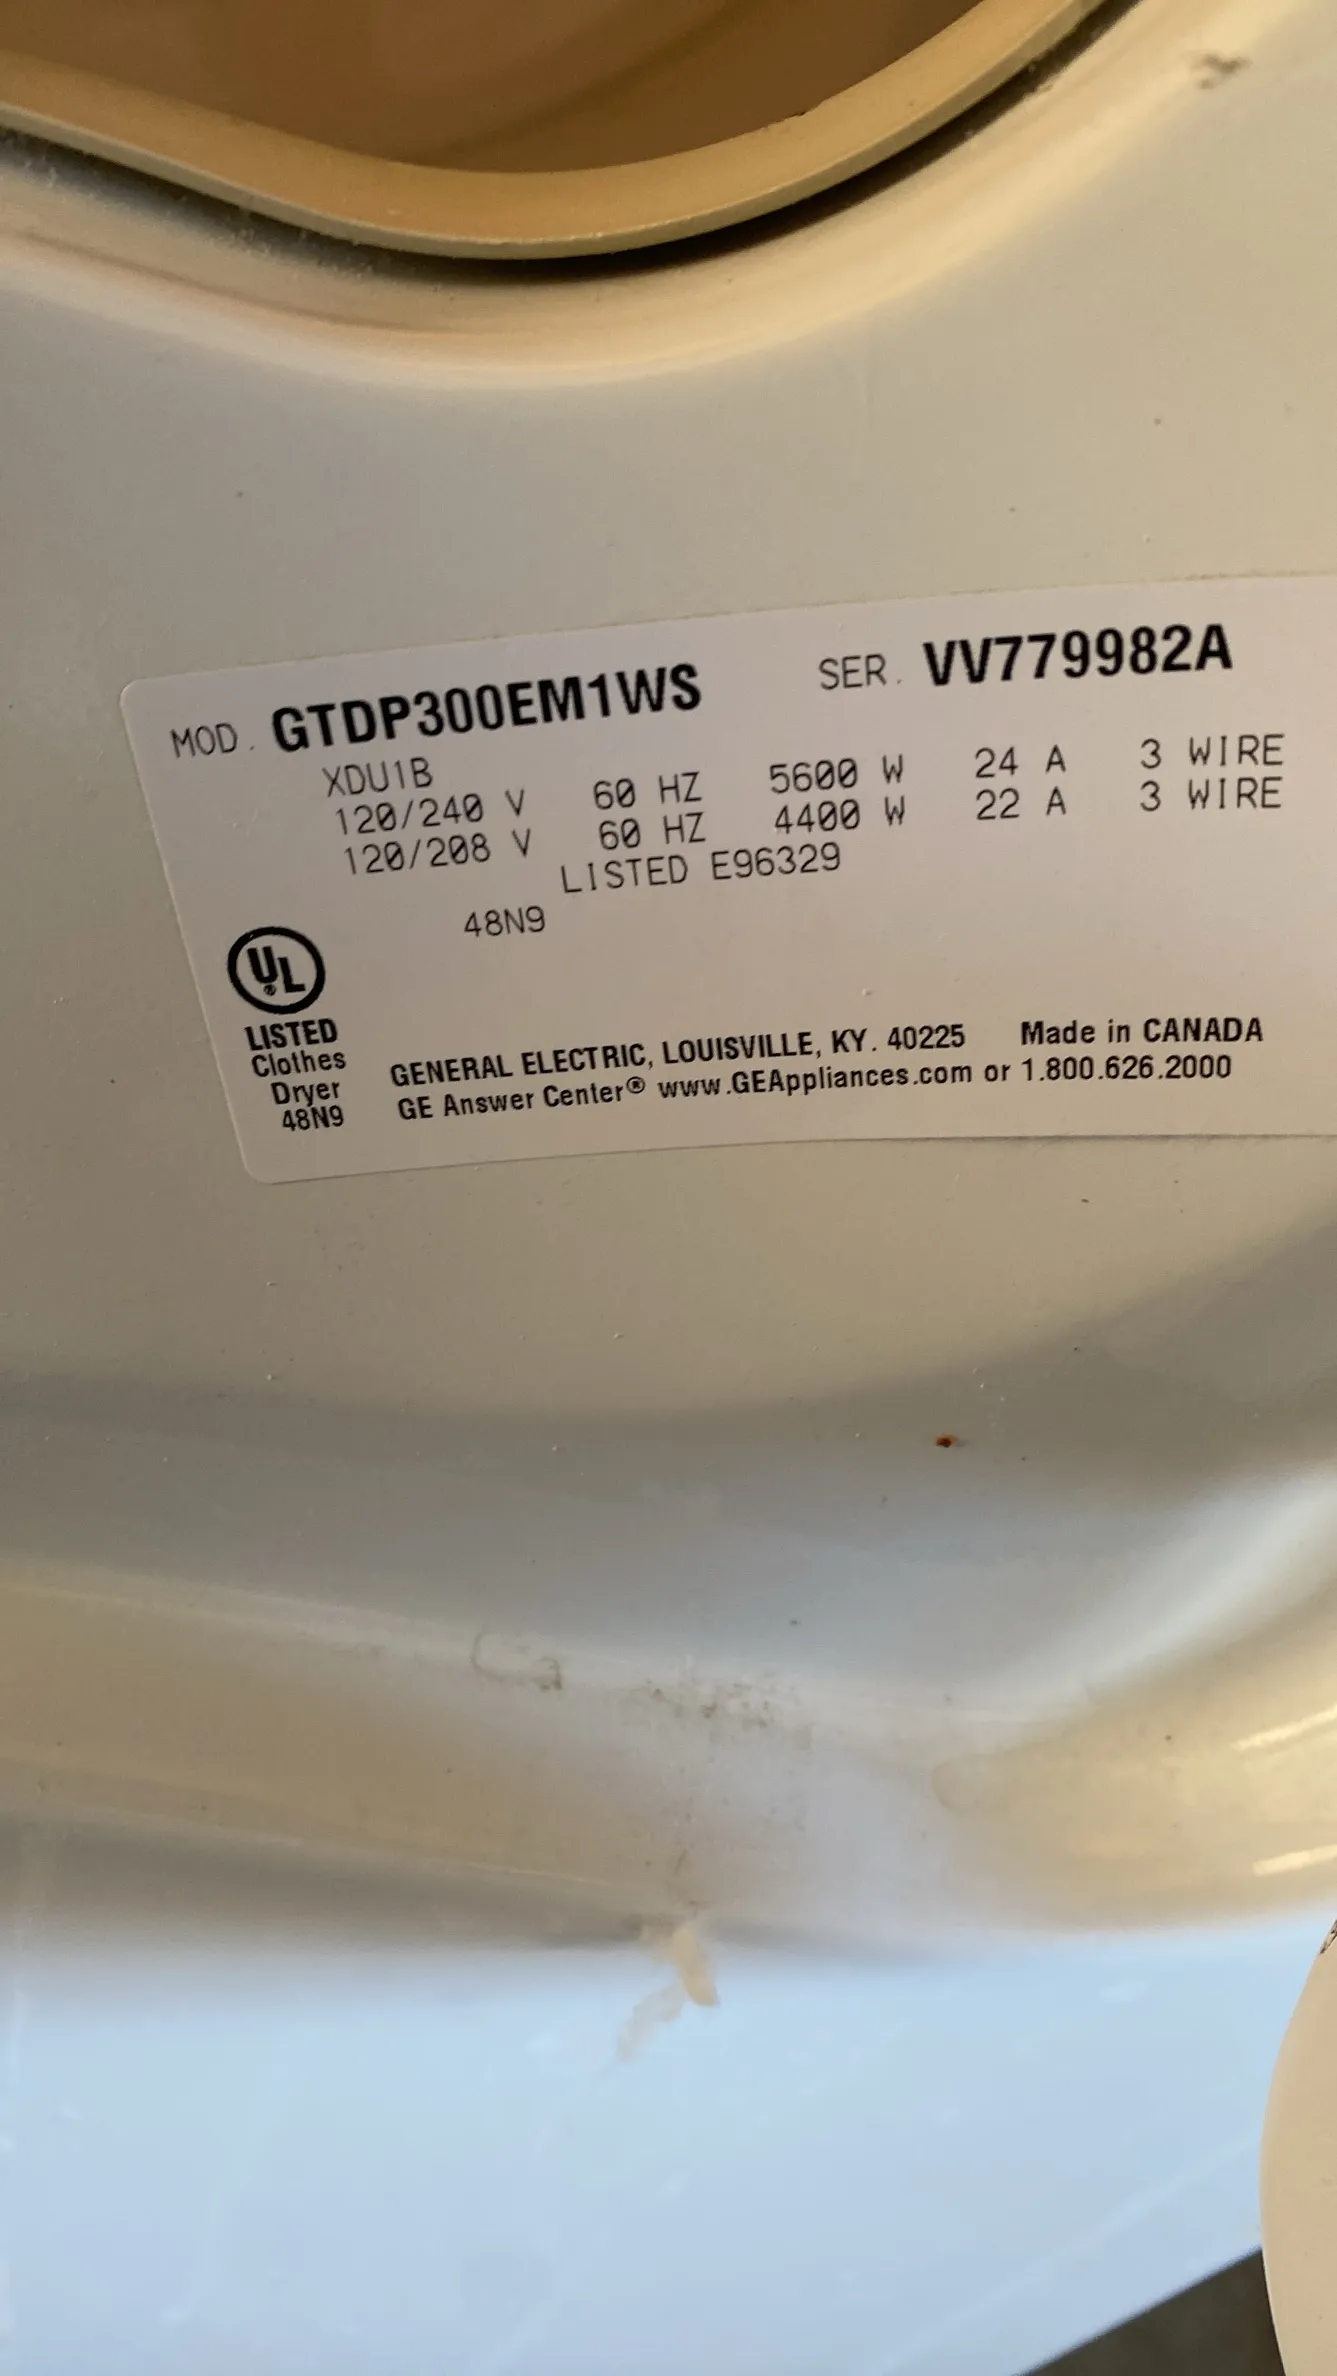 MOD. GTDP300EM1WS SER. VV779982A
XDU1B
120/240 V 60 HZ 5600 W 24 A 3 WIRE
120/208 V 60 HZ 4400 W 22 A 3 WIRE
LISTED E96329
48N9
UL®
LISTED
Clothes
Dryer
48N9
GENERAL ELECTRIC, LOUISVILLE, KY. 40225 Made in CANADA
GE Answer Center® www.GEAppliances.com or 1.800.626.2000